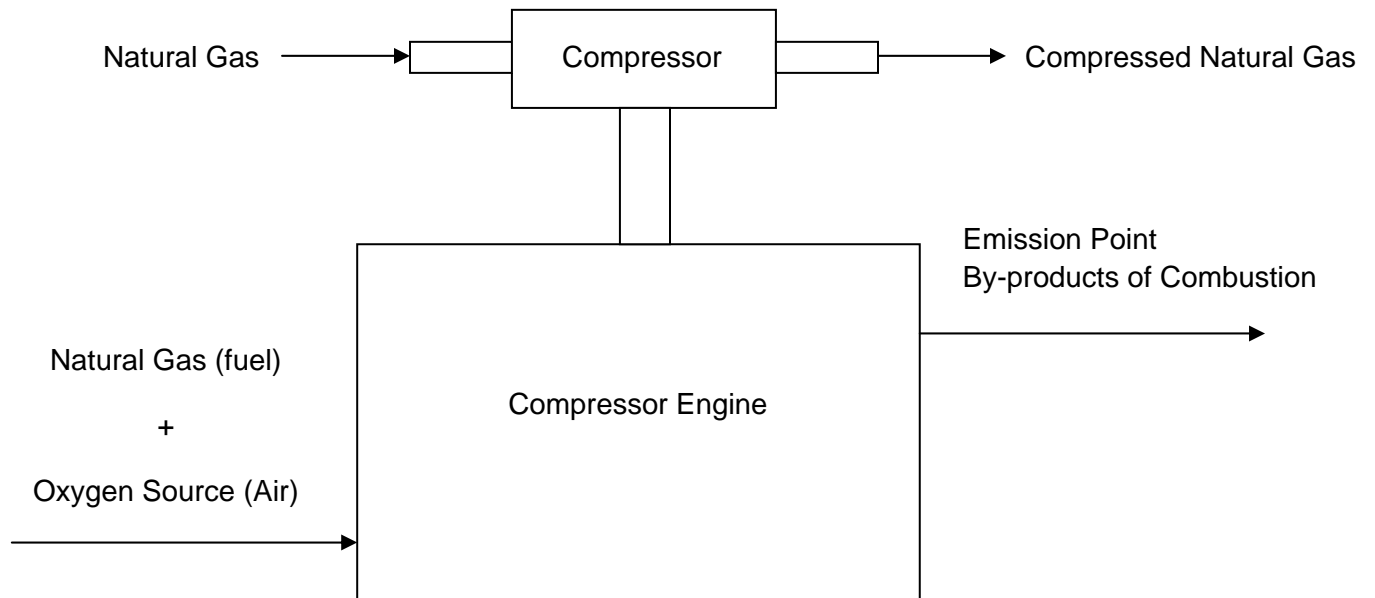 Natural Gas
Compressor
Compressed Natural Gas
Emission Point
By-products of Combustion
Natural Gas (fuel)
+
Oxygen Source (Air)
Compressor Engine